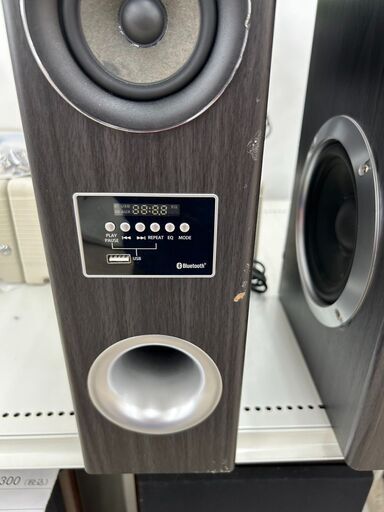 88:88
PLAY
PAUSE
REPEAT EQ MODE
USB
Bluetooth®
300 (税込)